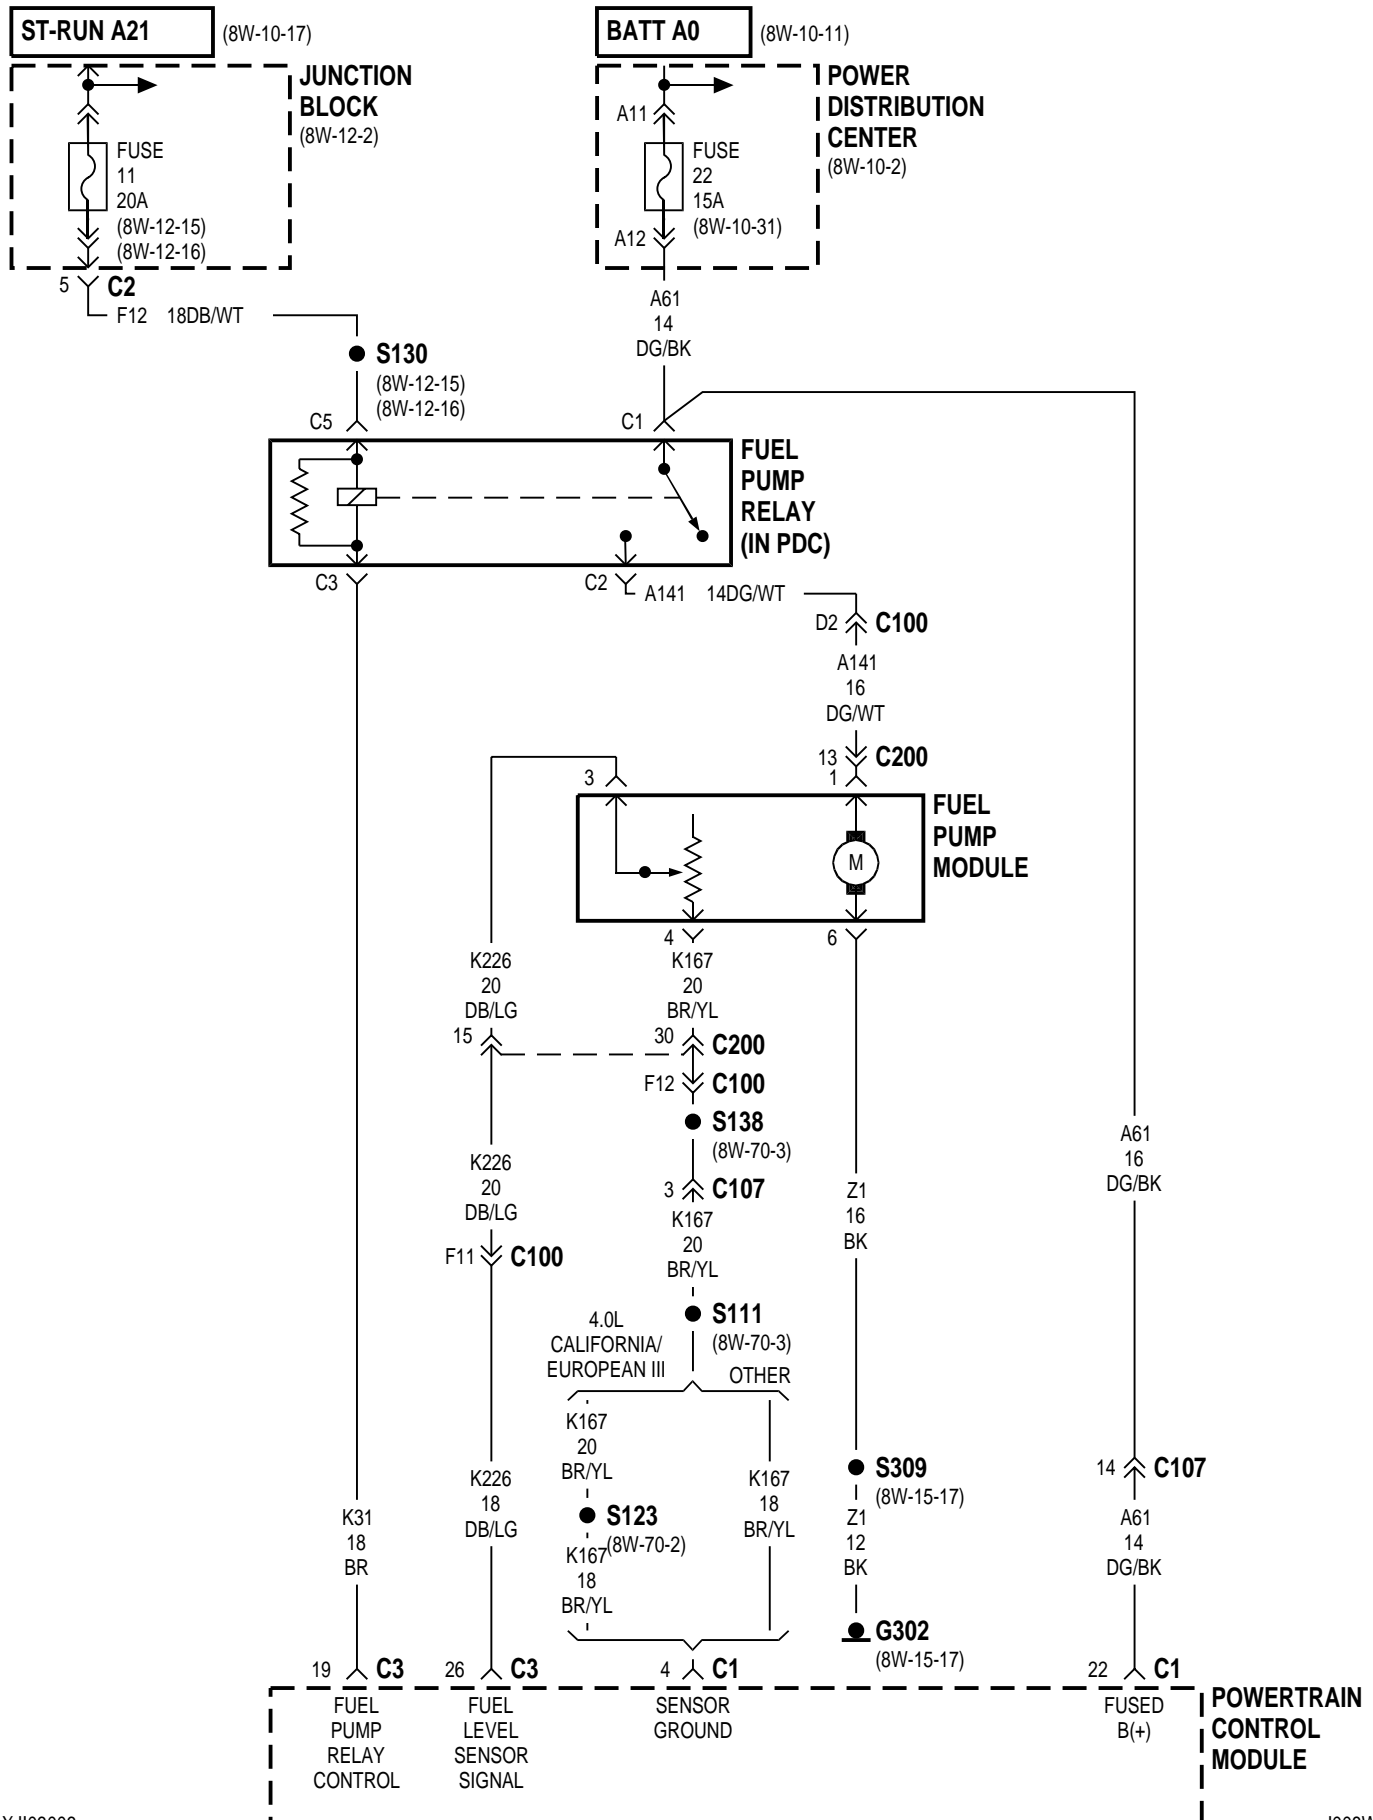 ST-RUN A21 (8W-10-17)
BATT A0 (8W-10-11)
JUNCTION
BLOCK
(8W-12-2)
FUSE
11
20A
(8W-12-15)
(8W-12-16)
5 C2
F12 18DB/WT
S130
(8W-12-15)
(8W-12-16)
POWER
DISTRIBUTION
CENTER
(8W-10-2)
A11
FUSE
22
15A
(8W-10-31)
A12
A61
14
DG/BK
C5
C1
FUEL
PUMP
RELAY
(IN PDC)
C3
C2
A141 14DG/WT
D2 C100
A141
16
DG/WT
13 C200
3
1
FUEL
PUMP
MODULE
M
4
6
K226
20
DB/LG
15
K167
20
BR/YL
30 C200
F12 C100
S138
(8W-70-3)
3 C107
K226
20
DB/LG
F11 C100
K167
20
BR/YL
S111
(8W-70-3)
Z1
16
BK
A61
16
DG/BK
4.0L
CALIFORNIA/
EUROPEAN III
OTHER
K167
20
BR/YL
S123
(8W-70-2)
K167
18
BR/YL
K167
18
BR/YL
K226
18
DB/LG
K31
18
BR
S309
(8W-15-17)
Z1
12
BK
G302
(8W-15-17)
14 C107
A61
14
DG/BK
19 C3
26 C3
4 C1
22 C1
FUEL
PUMP
RELAY
CONTROL
FUEL
LEVEL
SENSOR
SIGNAL
SENSOR
GROUND
FUSED
B(+)
POWERTRAIN
CONTROL
MODULE